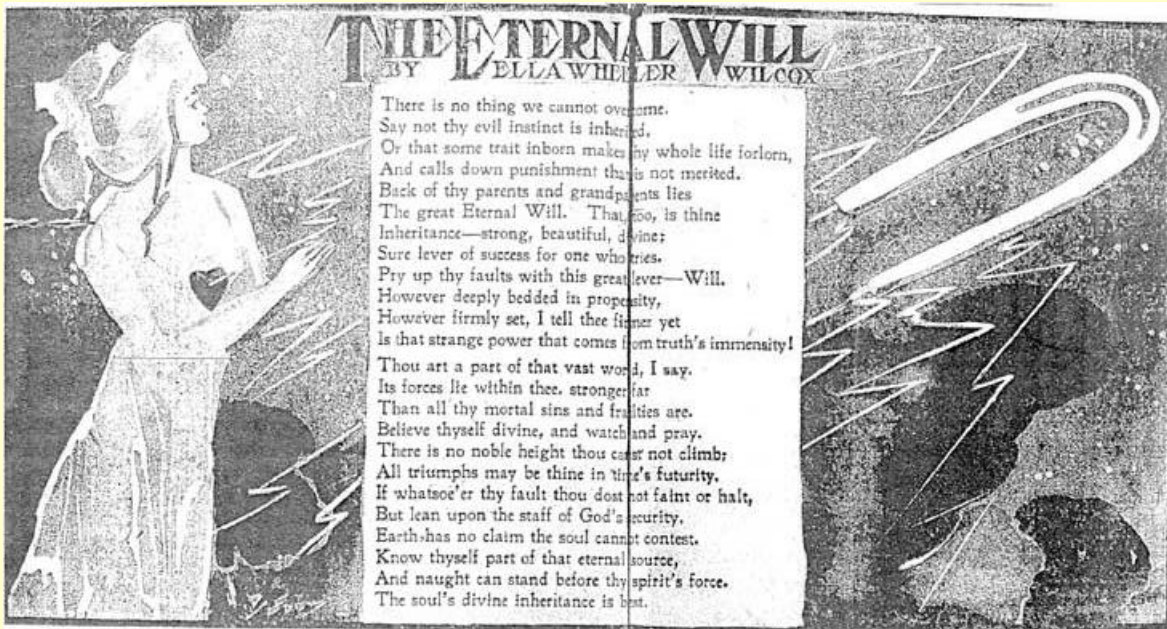 THE ETERNAL WILL
BY ELLA WHEELER WILCOX
There is no thing we cannot overcome.
Say not thy evil instinct is inherited,
Or that some trait inborn makes thy whole life forlorn,
And calls down punishment that is not merited.
Back of thy parents and grandparents lies
The great Eternal Will. That, too, is thine
Inheritance—strong, beautiful, divine;
Sure lever of success for one who tries.
Pry up thy faults with this great lever—Will.
However deeply bedded in propensity,
However firmly set, I tell thee firmer yet
Is that strange power that comes from truth's immensity!
Thou art a part of that vast word, I say.
Its forces lie within thee, stronger far
Than all thy mortal sins and frailties are.
Believe thyself divine, and watch and pray.
There is no noble height thou canst not climb;
All triumphs may be thine in time's futurity.
If whatsoe'er thy fault thou dost not faint or halt,
But lean upon the staff of God's security.
Earth has no claim the soul cannot contest.
Know thyself part of that eternal source,
And naught can stand before thy spirit's force.
The soul's divine inheritance is best.